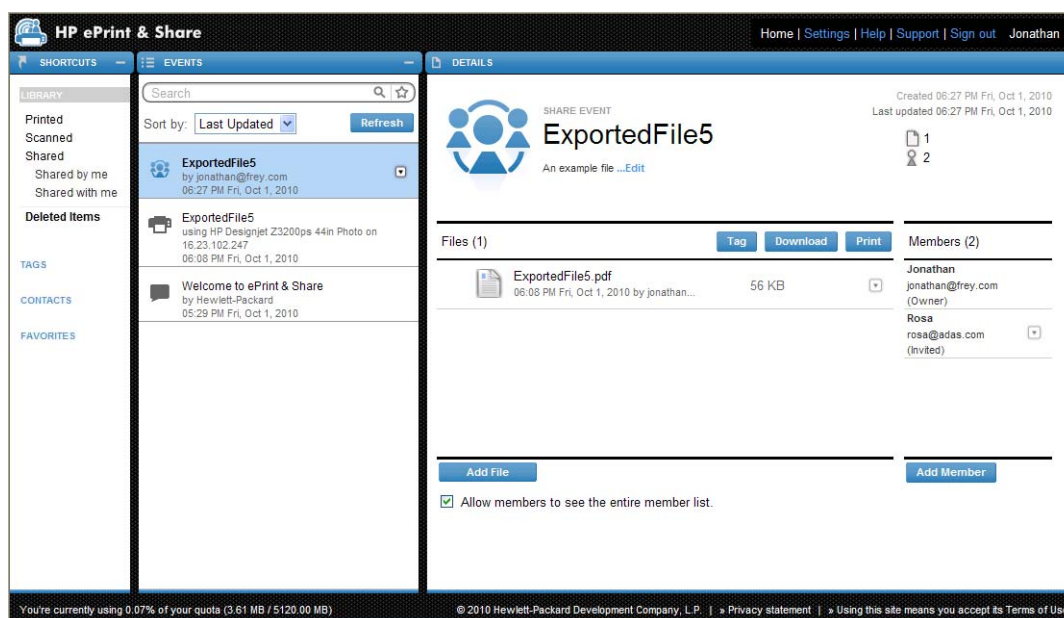 HP ePrint & Share
Home | Settings | Help | Support | Sign out Jonathan
SHORTCUTS
EVENTS
DETAILS
LIBRARY
Printed
Scanned
Shared
Shared by me
Shared with me
Deleted Items
TAGS
CONTACTS
FAVORITES
Search
Sort by: Last Updated Refresh
ExportedFile5
by jonathan@frey.com
06:27 PM Fri, Oct 1, 2010
ExportedFile5
using HP Designjet Z3200ps 44in Photo on
16.23.102.247
06:08 PM Fri, Oct 1, 2010
Welcome to ePrint & Share
by Hewlett-Packard
05:29 PM Fri, Oct 1, 2010
SHARE EVENT
ExportedFile5
An example file ...Edit
Created 06:27 PM Fri, Oct 1, 2010
Last updated 06:27 PM Fri, Oct 1, 2010
1
2
Files (1) Tag Download Print
ExportedFile5.pdf
06:08 PM Fri, Oct 1, 2010 by jonathan...
56 KB
Members (2)
Jonathan
jonathan@frey.com
(Owner)
Rosa
rosa@adas.com
(Invited)
Add File
Add Member
Allow members to see the entire member list.
You're currently using 0.07% of your quota (3.61 MB / 5120.00 MB)
© 2010 Hewlett-Packard Development Company, L.P. | » Privacy statement | » Using this site means you accept its Terms of Use